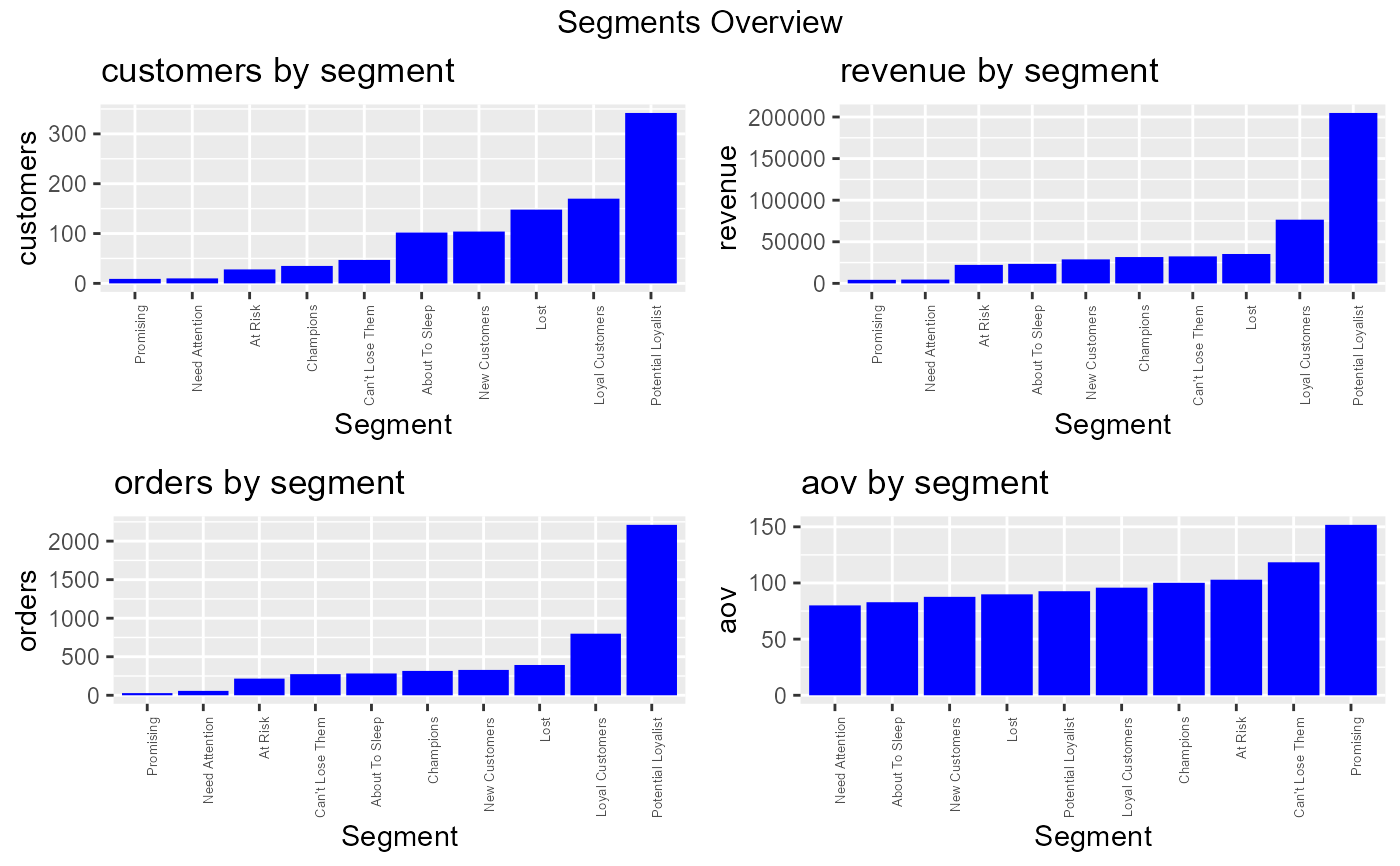 Segments Overview
customers by segment
customers
300
200
100
0
Promising
Need Attention
At Risk
Champions
Can't Lose Them
About To Sleep
New Customers
Lost
Loyal Customers
Potential Loyalist
Segment
revenue by segment
revenue
200000
150000
100000
50000
0
Promising
Need Attention
At Risk
About To Sleep
New Customers
Champions
Can't Lose Them
Lost
Loyal Customers
Potential Loyalist
Segment
orders by segment
orders
2000
1500
1000
500
0
Promising
Need Attention
At Risk
Can't Lose Them
About To Sleep
Champions
New Customers
Lost
Loyal Customers
Potential Loyalist
Segment
aov by segment
aov
150
100
50
0
Need Attention
About To Sleep
New Customers
Lost
Potential Loyalist
Loyal Customers
Champions
At Risk
Can't Lose Them
Promising
Segment